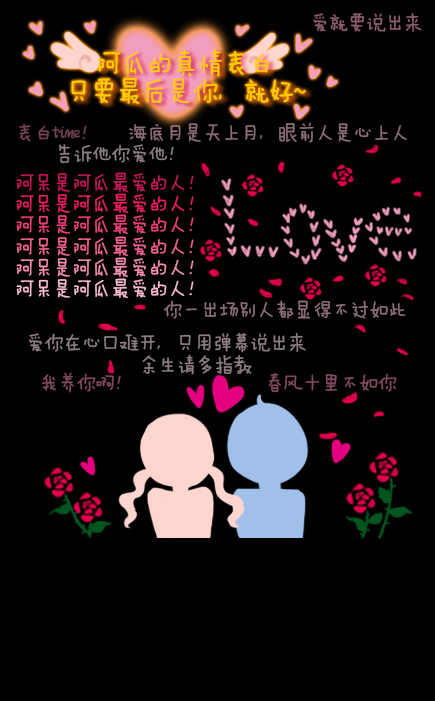 爱就要说出来
阿瓜的真情表白
只要最后是你，就好~
表白time!
海底月是天上月，眼前人是心上人
告诉他你爱他!
阿呆是阿瓜最爱的人!
阿呆是阿瓜最爱的人!
阿呆是阿瓜最爱的人!
阿呆是阿瓜最爱的人!
阿呆是阿瓜最爱的人!
阿呆是阿瓜最爱的人!
Love
你一出场别人都显得不过如此
爱你在心口难开，只用弹幕说出来
余生请多指教
我养你啊!
春风十里不如你